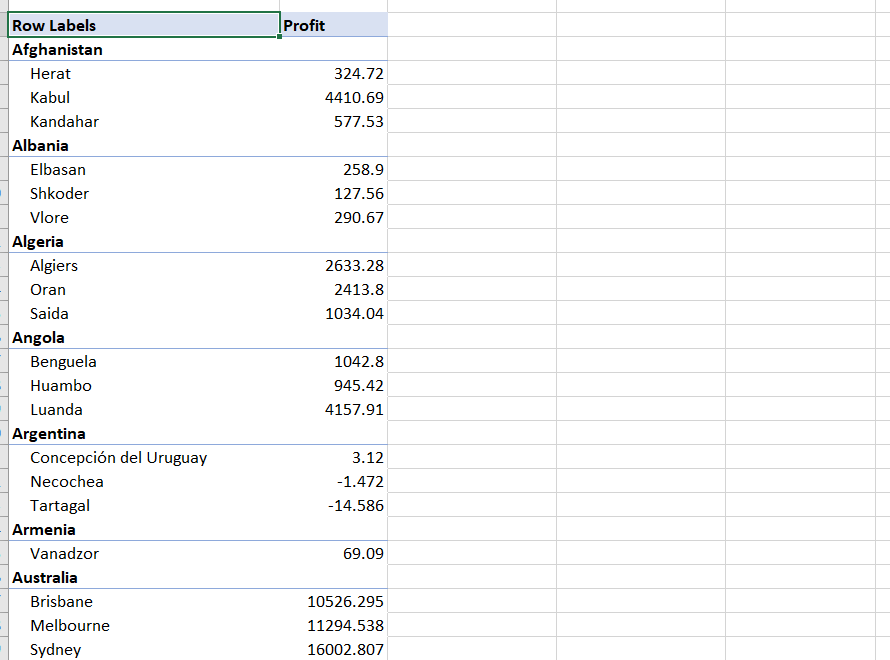 Row Labels Profit
Afghanistan
Herat 324.72
Kabul 4410.69
Kandahar 577.53
Albania
Elbasan 258.9
Shkoder 127.56
Vlore 290.67
Algeria
Algiers 2633.28
Oran 2413.8
Saida 1034.04
Angola
Benguela 1042.8
Huambo 945.42
Luanda 4157.91
Argentina
Concepción del Uruguay 3.12
Necochea -1.472
Tartagal -14.586
Armenia
Vanadzor 69.09
Australia
Brisbane 10526.295
Melbourne 11294.538
Sydney 16002.807